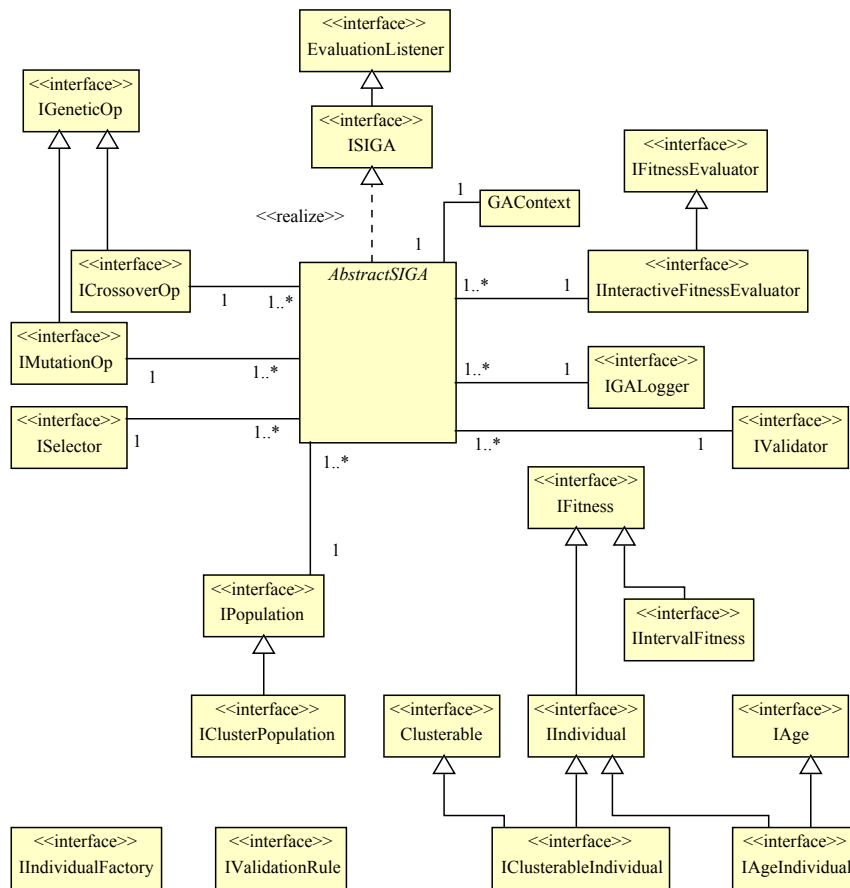 <<interface>>
EvaluationListener
<<interface>>
IGeneticOp
<<interface>>
ISIGA
<<interface>>
IFitnessEvaluator
<<realize>>
1
GAContext
1
<<interface>>
ICrossoverOp
1
1..*
AbstractSIGA
1..*
1
<<interface>>
IInteractiveFitnessEvaluator
<<interface>>
IMutationOp
1
1..*
1..*
1
<<interface>>
IGALogger
<<interface>>
ISelector
1
1..*
1..*
1
<<interface>>
IValidator
1..*
1
<<interface>>
IFitness
<<interface>>
IPopulation
<<interface>>
IIntervalFitness
<<interface>>
IClusterPopulation
<<interface>>
Clusterable
<<interface>>
IIndividual
<<interface>>
IAge
<<interface>>
IIndividualFactory
<<interface>>
IValidationRule
<<interface>>
IClusterableIndividual
<<interface>>
IAgeIndividual